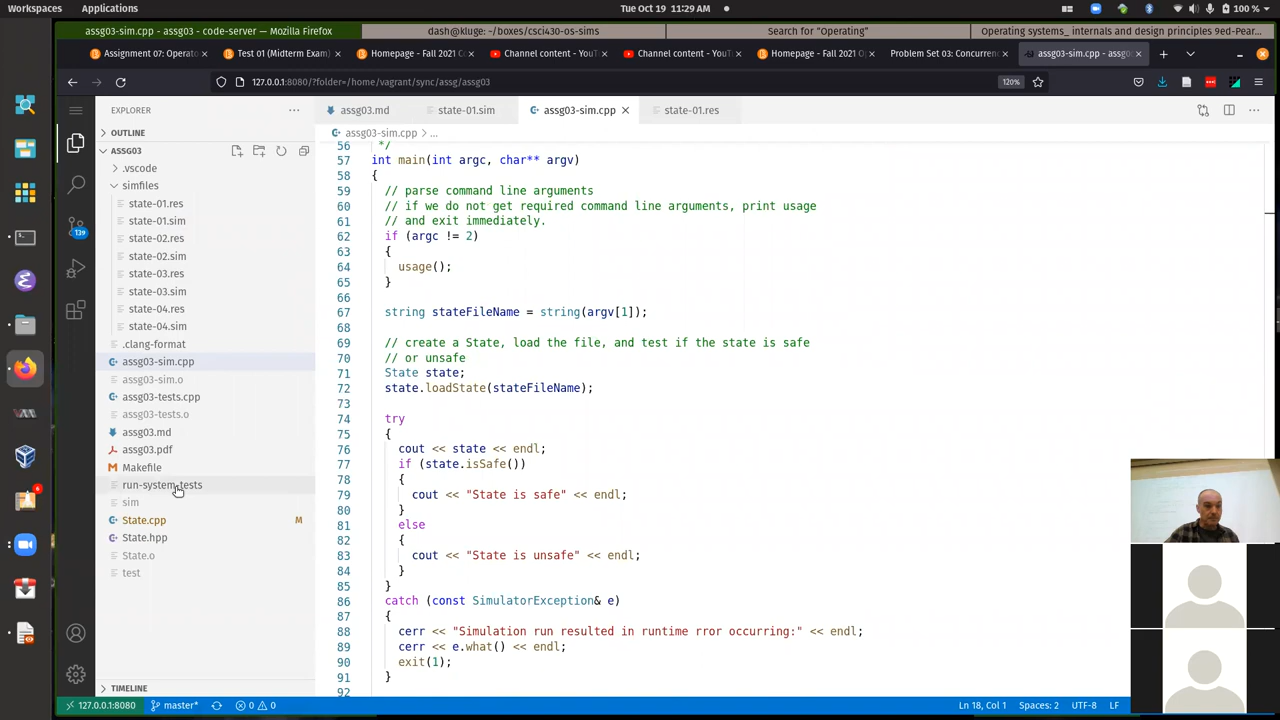 Workspaces Applications Tue Oct 19 11:29 AM 100 %
assg03-sim.cpp - assg03 - code-server — Mozilla Firefox dash@kluge: ~/boxes/csci430-os-sims Search for "Operating" Operating systems_ internals and design principles 9ed-Pear...
Assignment 07: Operato Test 01 (Midterm Exam) Homepage - Fall 2021 Co Channel content - YouT Channel content - YouT Homepage - Fall 2021 Op Problem Set 03: Concurrenc assg03-sim.cpp - assg0
127.0.0.1:8080/?folder=/home/vagrant/sync/assg/assg03 120%
EXPLORER ...
assg03.md state-01.sim assg03-sim.cpp state-01.res
OUTLINE
assg03-sim.cpp > ...
ASSG03
.vscode
simfiles
state-01.res
state-01.sim
state-02.res
state-02.sim
state-03.res
state-03.sim
state-04.res
state-04.sim
.clang-format
assg03-sim.cpp
assg03-sim.o
assg03-tests.cpp
assg03-tests.o
assg03.md
assg03.pdf
Makefile
run-system-tests
sim
State.cpp M
State.hpp
State.o
test
TIMELINE
139
6
56 */
57 int main(int argc, char** argv)
58 {
59 // parse command line arguments
60 // if we do not get required command line arguments, print usage
61 // and exit immediately.
62 if (argc != 2)
63 {
64 usage();
65 }
66
67 string stateFileName = string(argv[1]);
68
69 // create a State, load the file, and test if the state is safe
70 // or unsafe
71 State state;
72 state.loadState(stateFileName);
73
74 try
75 {
76 cout << state << endl;
77 if (state.isSafe())
78 {
79 cout << "State is safe" << endl;
80 }
81 else
82 {
83 cout << "State is unsafe" << endl;
84 }
85 }
86 catch (const SimulatorException& e)
87 {
88 cerr << "Simulation run resulted in runtime rror occurring:" << endl;
89 cerr << e.what() << endl;
90 exit(1);
91 }
92
127.0.0.1:8080 master* 0 0 Ln 18, Col 1 Spaces: 2 UTF-8 LF